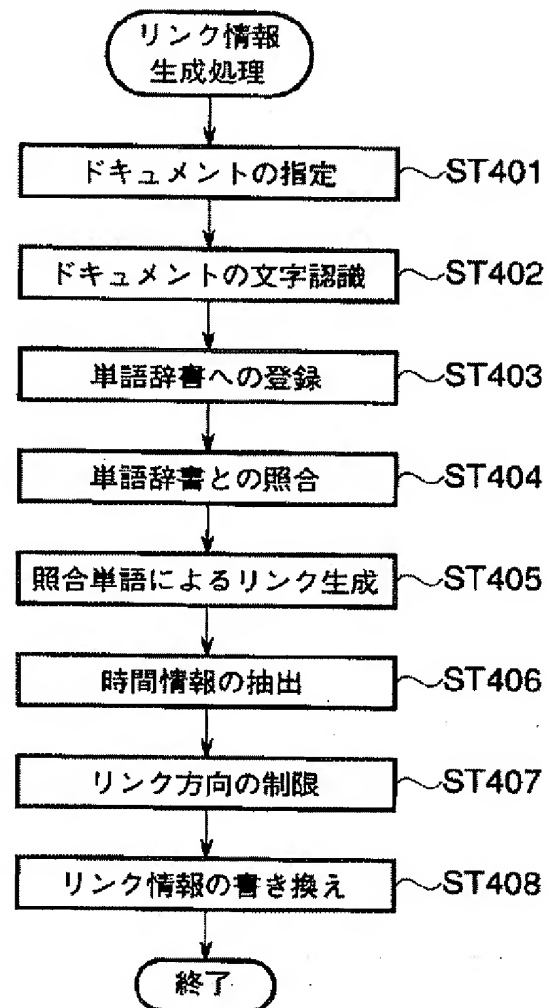 リンク情報
生成処理
ドキュメントの指定 ST401
ドキュメントの文字認識 ST402
単語辞書への登録 ST403
単語辞書との照合 ST404
照合単語によるリンク生成 ST405
時間情報の抽出 ST406
リンク方向の制限 ST407
リンク情報の書き換え ST408
終了